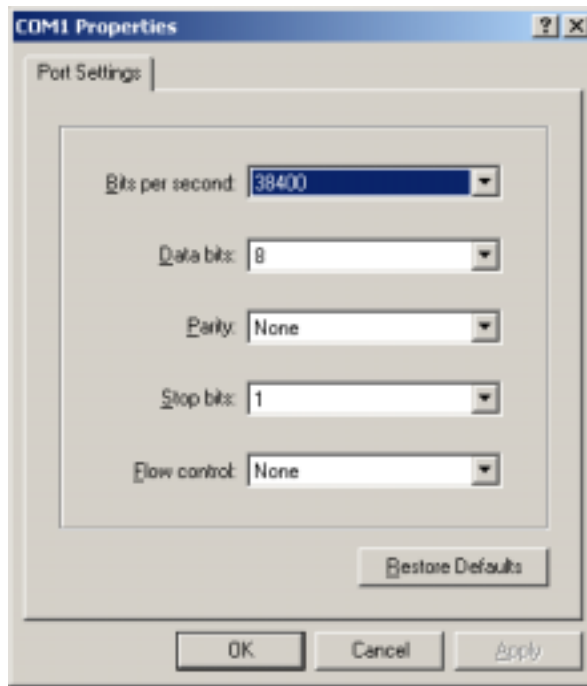 COM1 Properties
Port Settings
Bits per second: 38400
Data bits: 8
Parity: None
Stop bits: 1
Flow control: None
Restore Defaults
OK Cancel Apply